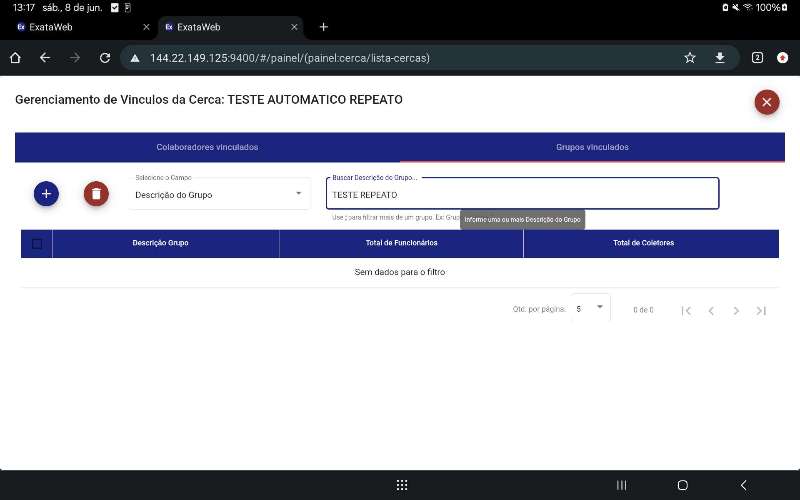 13:17 sáb., 8 de jun. 100%
ExataWeb ExataWeb
144.22.149.125:9400/#/painel/(painel:cerca/lista-cercas) 2
Gerenciamento de Vinculos da Cerca: TESTE AUTOMATICO REPEATO
Colaboradores vinculados Grupos vinculados
Selecione o Campo Buscar Descrição do Grupo...
Descrição do Grupo TESTE REPEATO
Use ; para filtrar mais de um grupo. Ex: Grup
Informe uma ou mais Descrição do Grupo
Descrição Grupo Total de Funcionários Total de Coletores
Sem dados para o filtro
Qtd. por página: 5 0 de 0